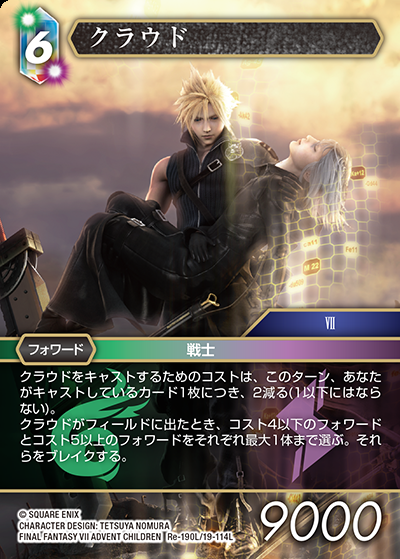 6
クラウド
M 22
VII
フォワード
戦士
クラウドをキャストするためのコストは、このターン、あなた
がキャストしているカード1枚につき、2減る(1以下にはなら
ない)。
クラウドがフィールドに出たとき、コスト4以下のフォワード
とコスト5以上のフォワードをそれぞれ最大1体まで選ぶ。それ
らをブレイクする。
© SQUARE ENIX
CHARACTER DESIGN: TETSUYA NOMURA
FINAL FANTASY VII ADVENT CHILDREN Re-190L/19-114L
9000